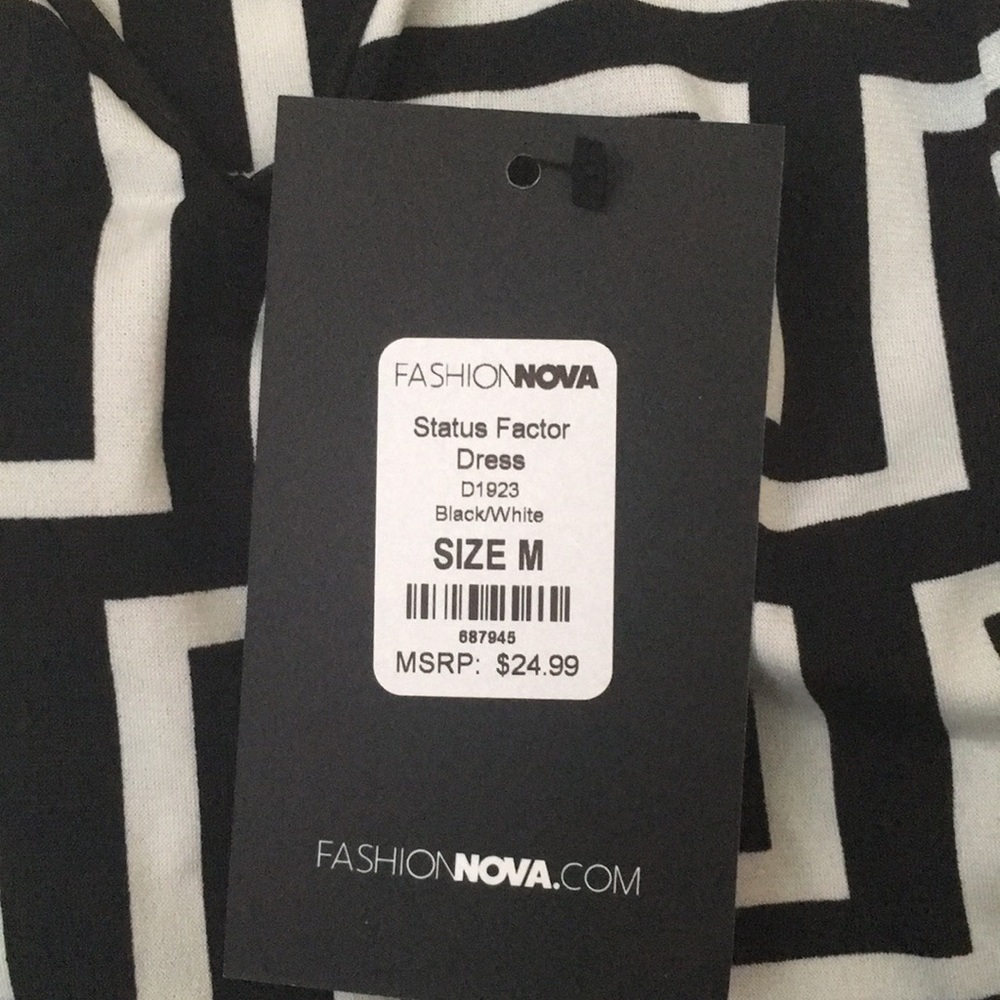 FASHIONNOVA
Status Factor
Dress
D1923
Black/White
SIZE M
687945
MSRP: $24.99
FASHIONNOVA.COM